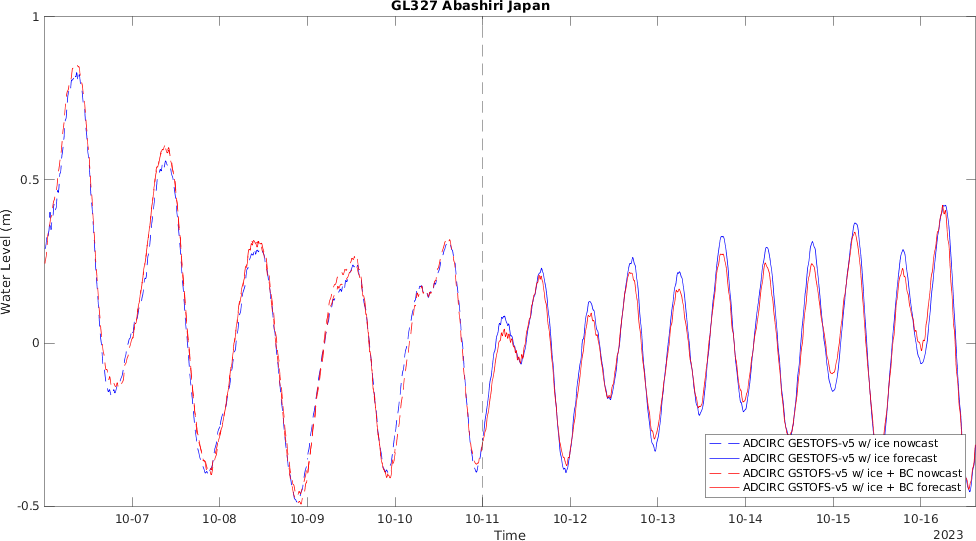 GL327 Abashiri Japan
1
0.5
0
-0.5
Water Level (m)
10-07 10-08 10-09 10-10 10-11 10-12 10-13 10-14 10-15 10-16
Time
2023
ADCIRC GESTOFS-v5 w/ ice nowcast
ADCIRC GESTOFS-v5 w/ ice forecast
ADCIRC GSTOFS-v5 w/ ice + BC nowcast
ADCIRC GSTOFS-v5 w/ ice + BC forecast